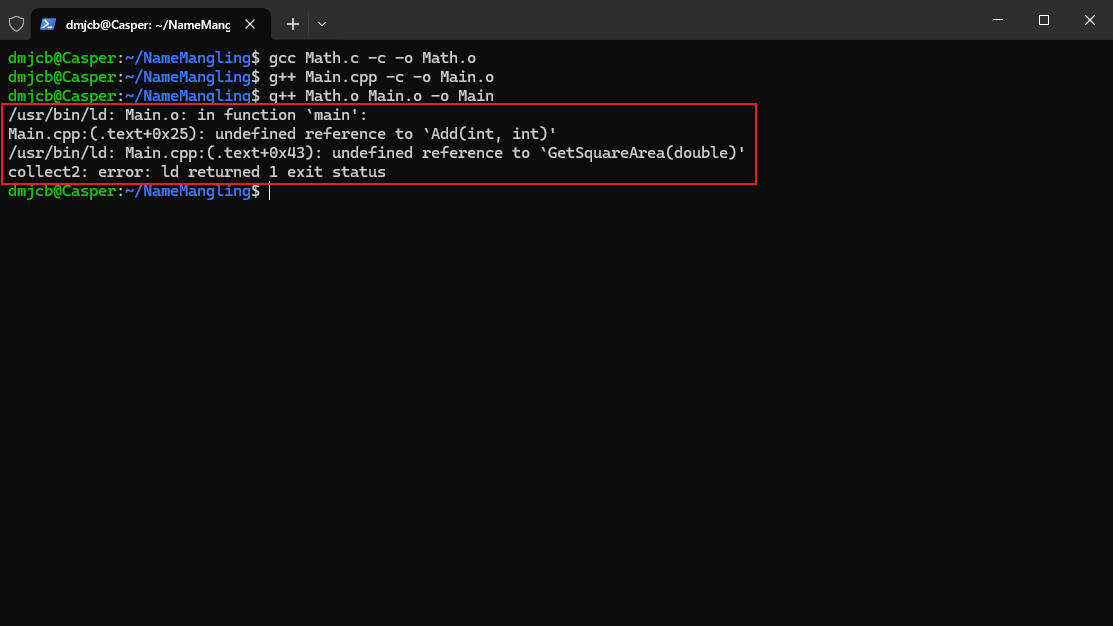 dmjcb@Casper: ~/NameMang
dmjcb@Casper:~/NameMangling$ gcc Math.c -c -o Math.o
dmjcb@Casper:~/NameMangling$ g++ Main.cpp -c -o Main.o
dmjcb@Casper:~/NameMangling$ g++ Math.o Main.o -o Main
/usr/bin/ld: Main.o: in function `main':
Main.cpp:(.text+0x25): undefined reference to `Add(int, int)'
/usr/bin/ld: Main.cpp:(.text+0x43): undefined reference to `GetSquareArea(double)'
collect2: error: ld returned 1 exit status
dmjcb@Casper:~/NameMangling$